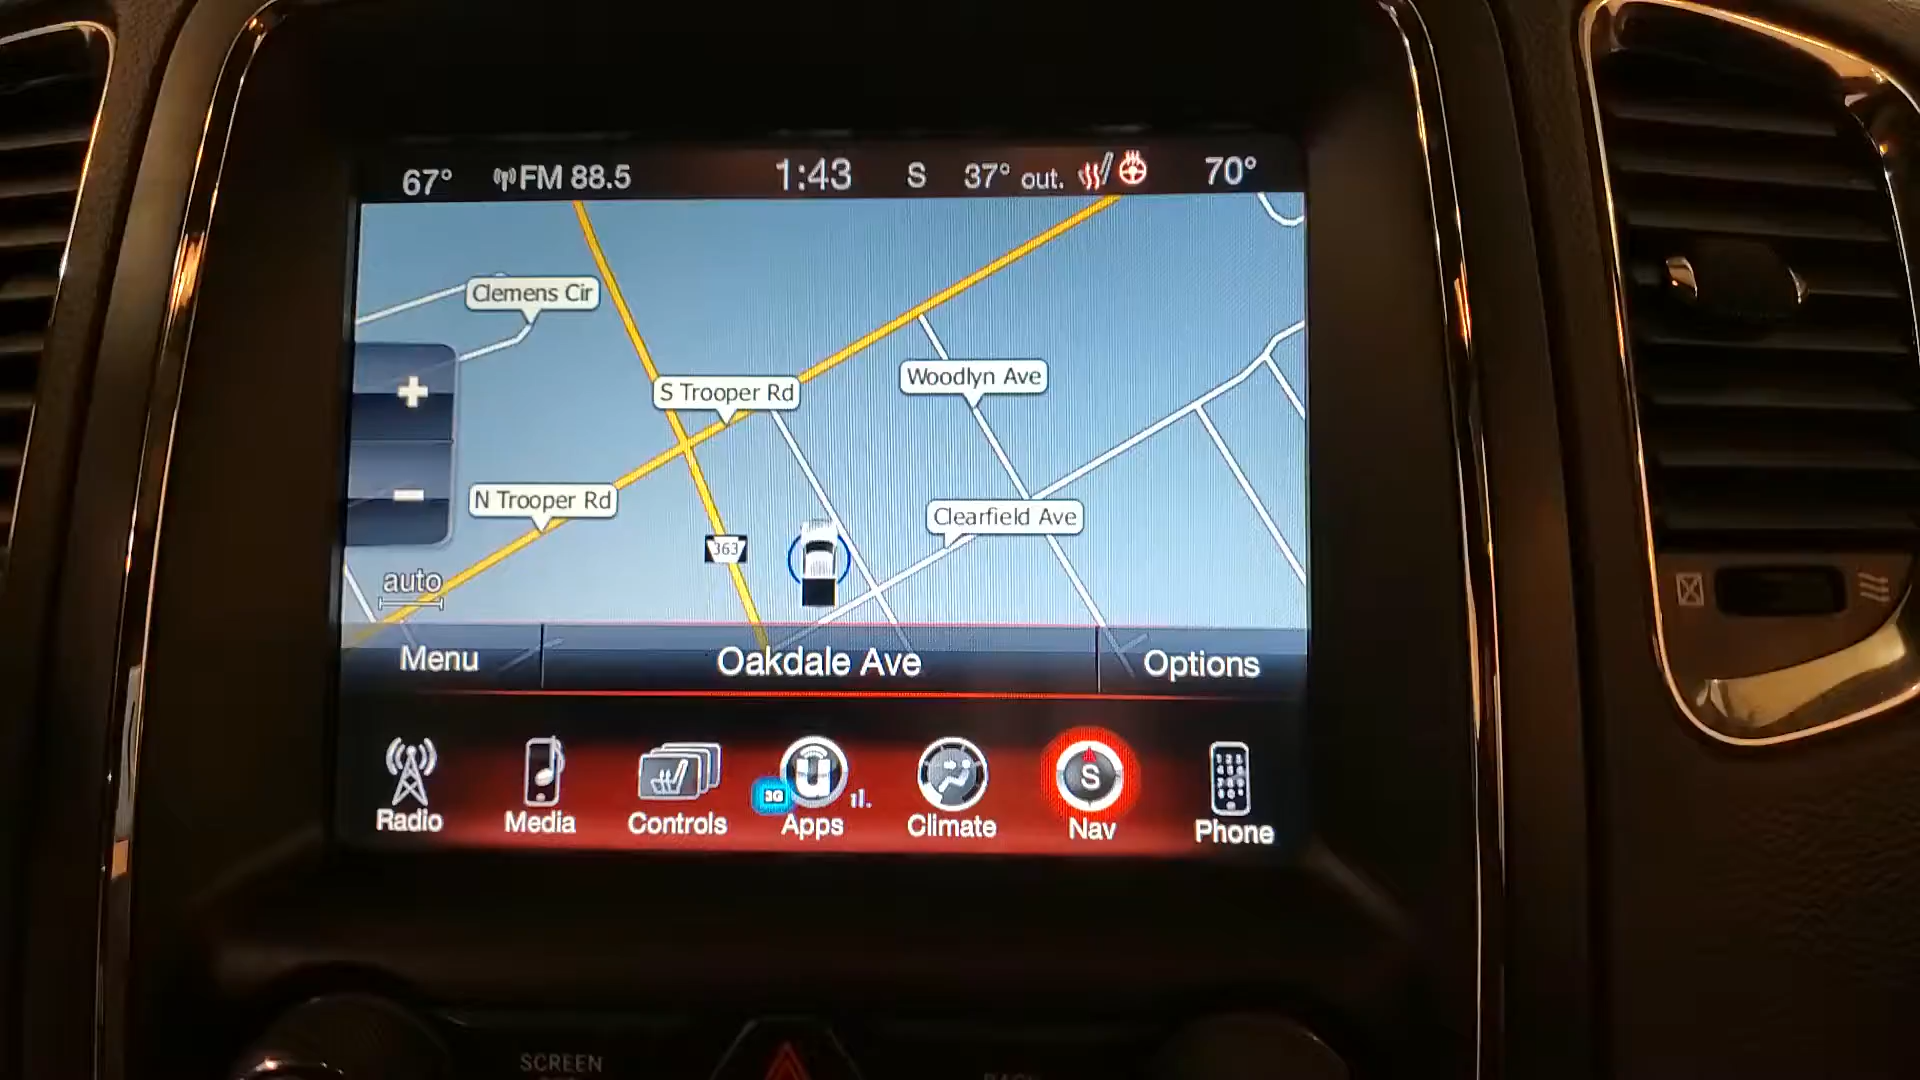 67° FM 88.5 1:43 S 37° out. 70°
Clemens Cir
S Trooper Rd
Woodlyn Ave
N Trooper Rd
Clearfield Ave
363
auto
Menu Oakdale Ave Options
3G S
Radio Media Controls Apps Climate Nav Phone
SCREEN